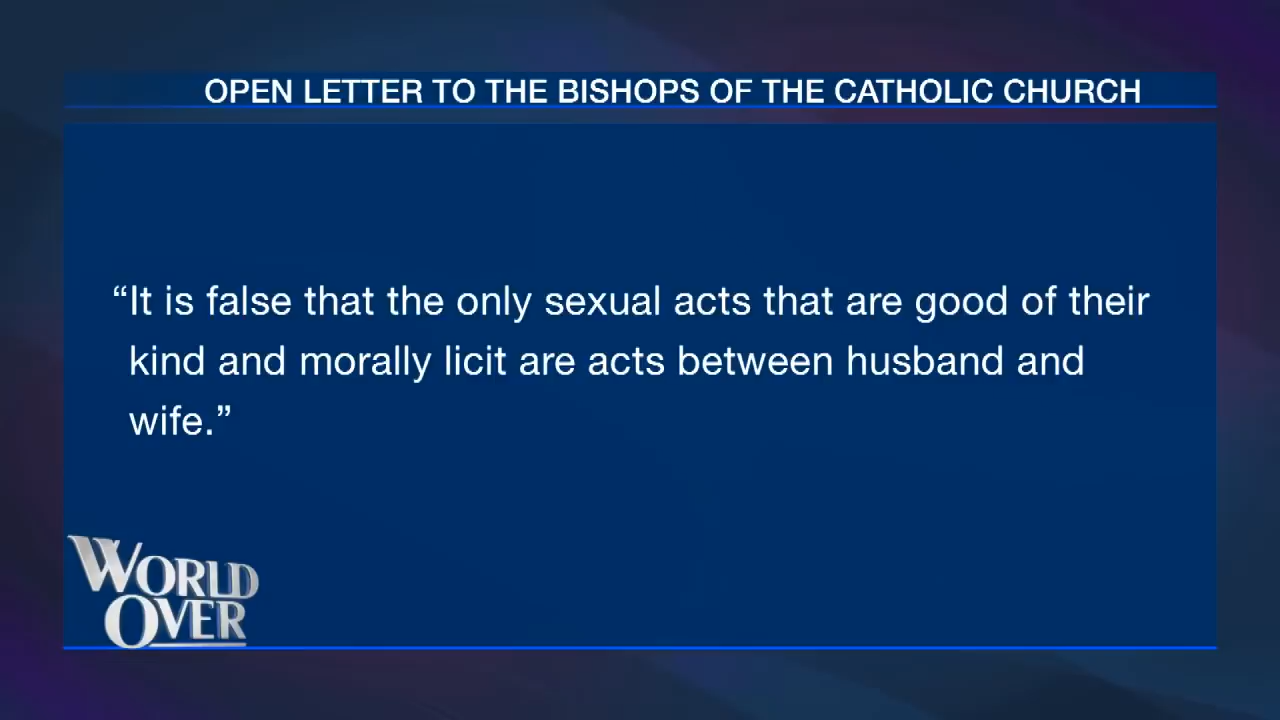 OPEN LETTER TO THE BISHOPS OF THE CATHOLIC CHURCH
“It is false that the only sexual acts that are good of their
kind and morally licit are acts between husband and
wife.”
WORLD
OVER